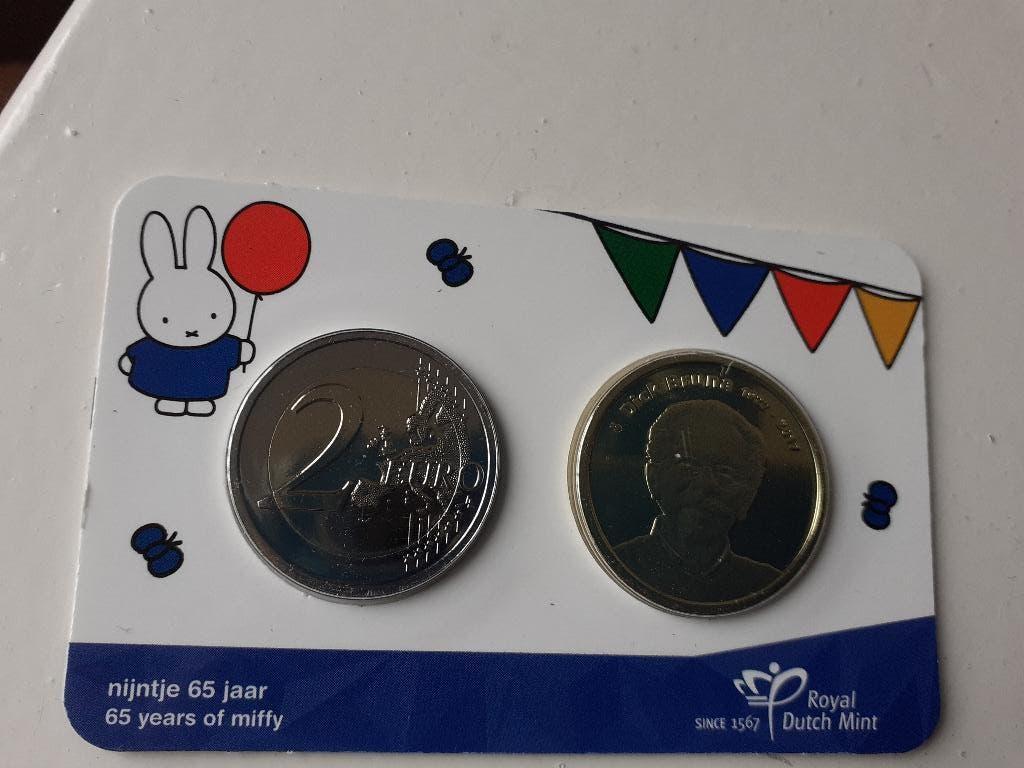 2 EURO
Dick Bruna
nijntje 65 jaar
65 years of miffy
SINCE 1567
Royal
Dutch Mint